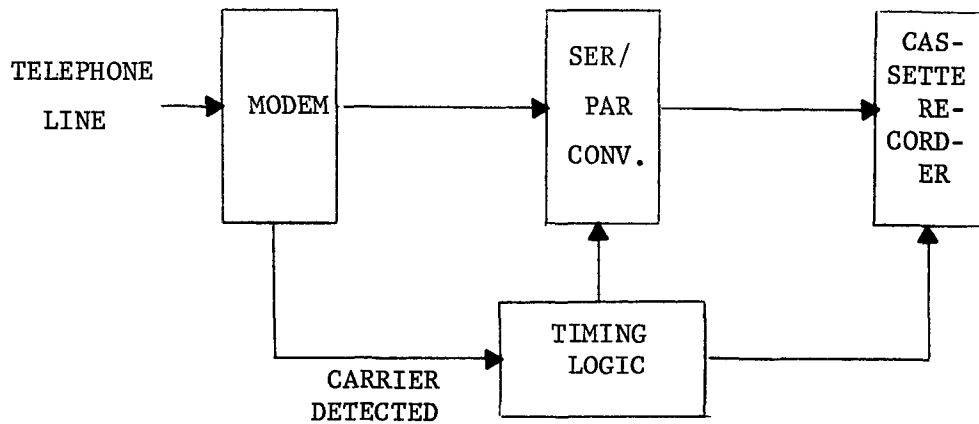 TELEPHONE
LINE
MODEM
SER/
PAR
CONV.
CAS-
SETTE
RE-
CORD-
ER
TIMING
LOGIC
CARRIER
DETECTED